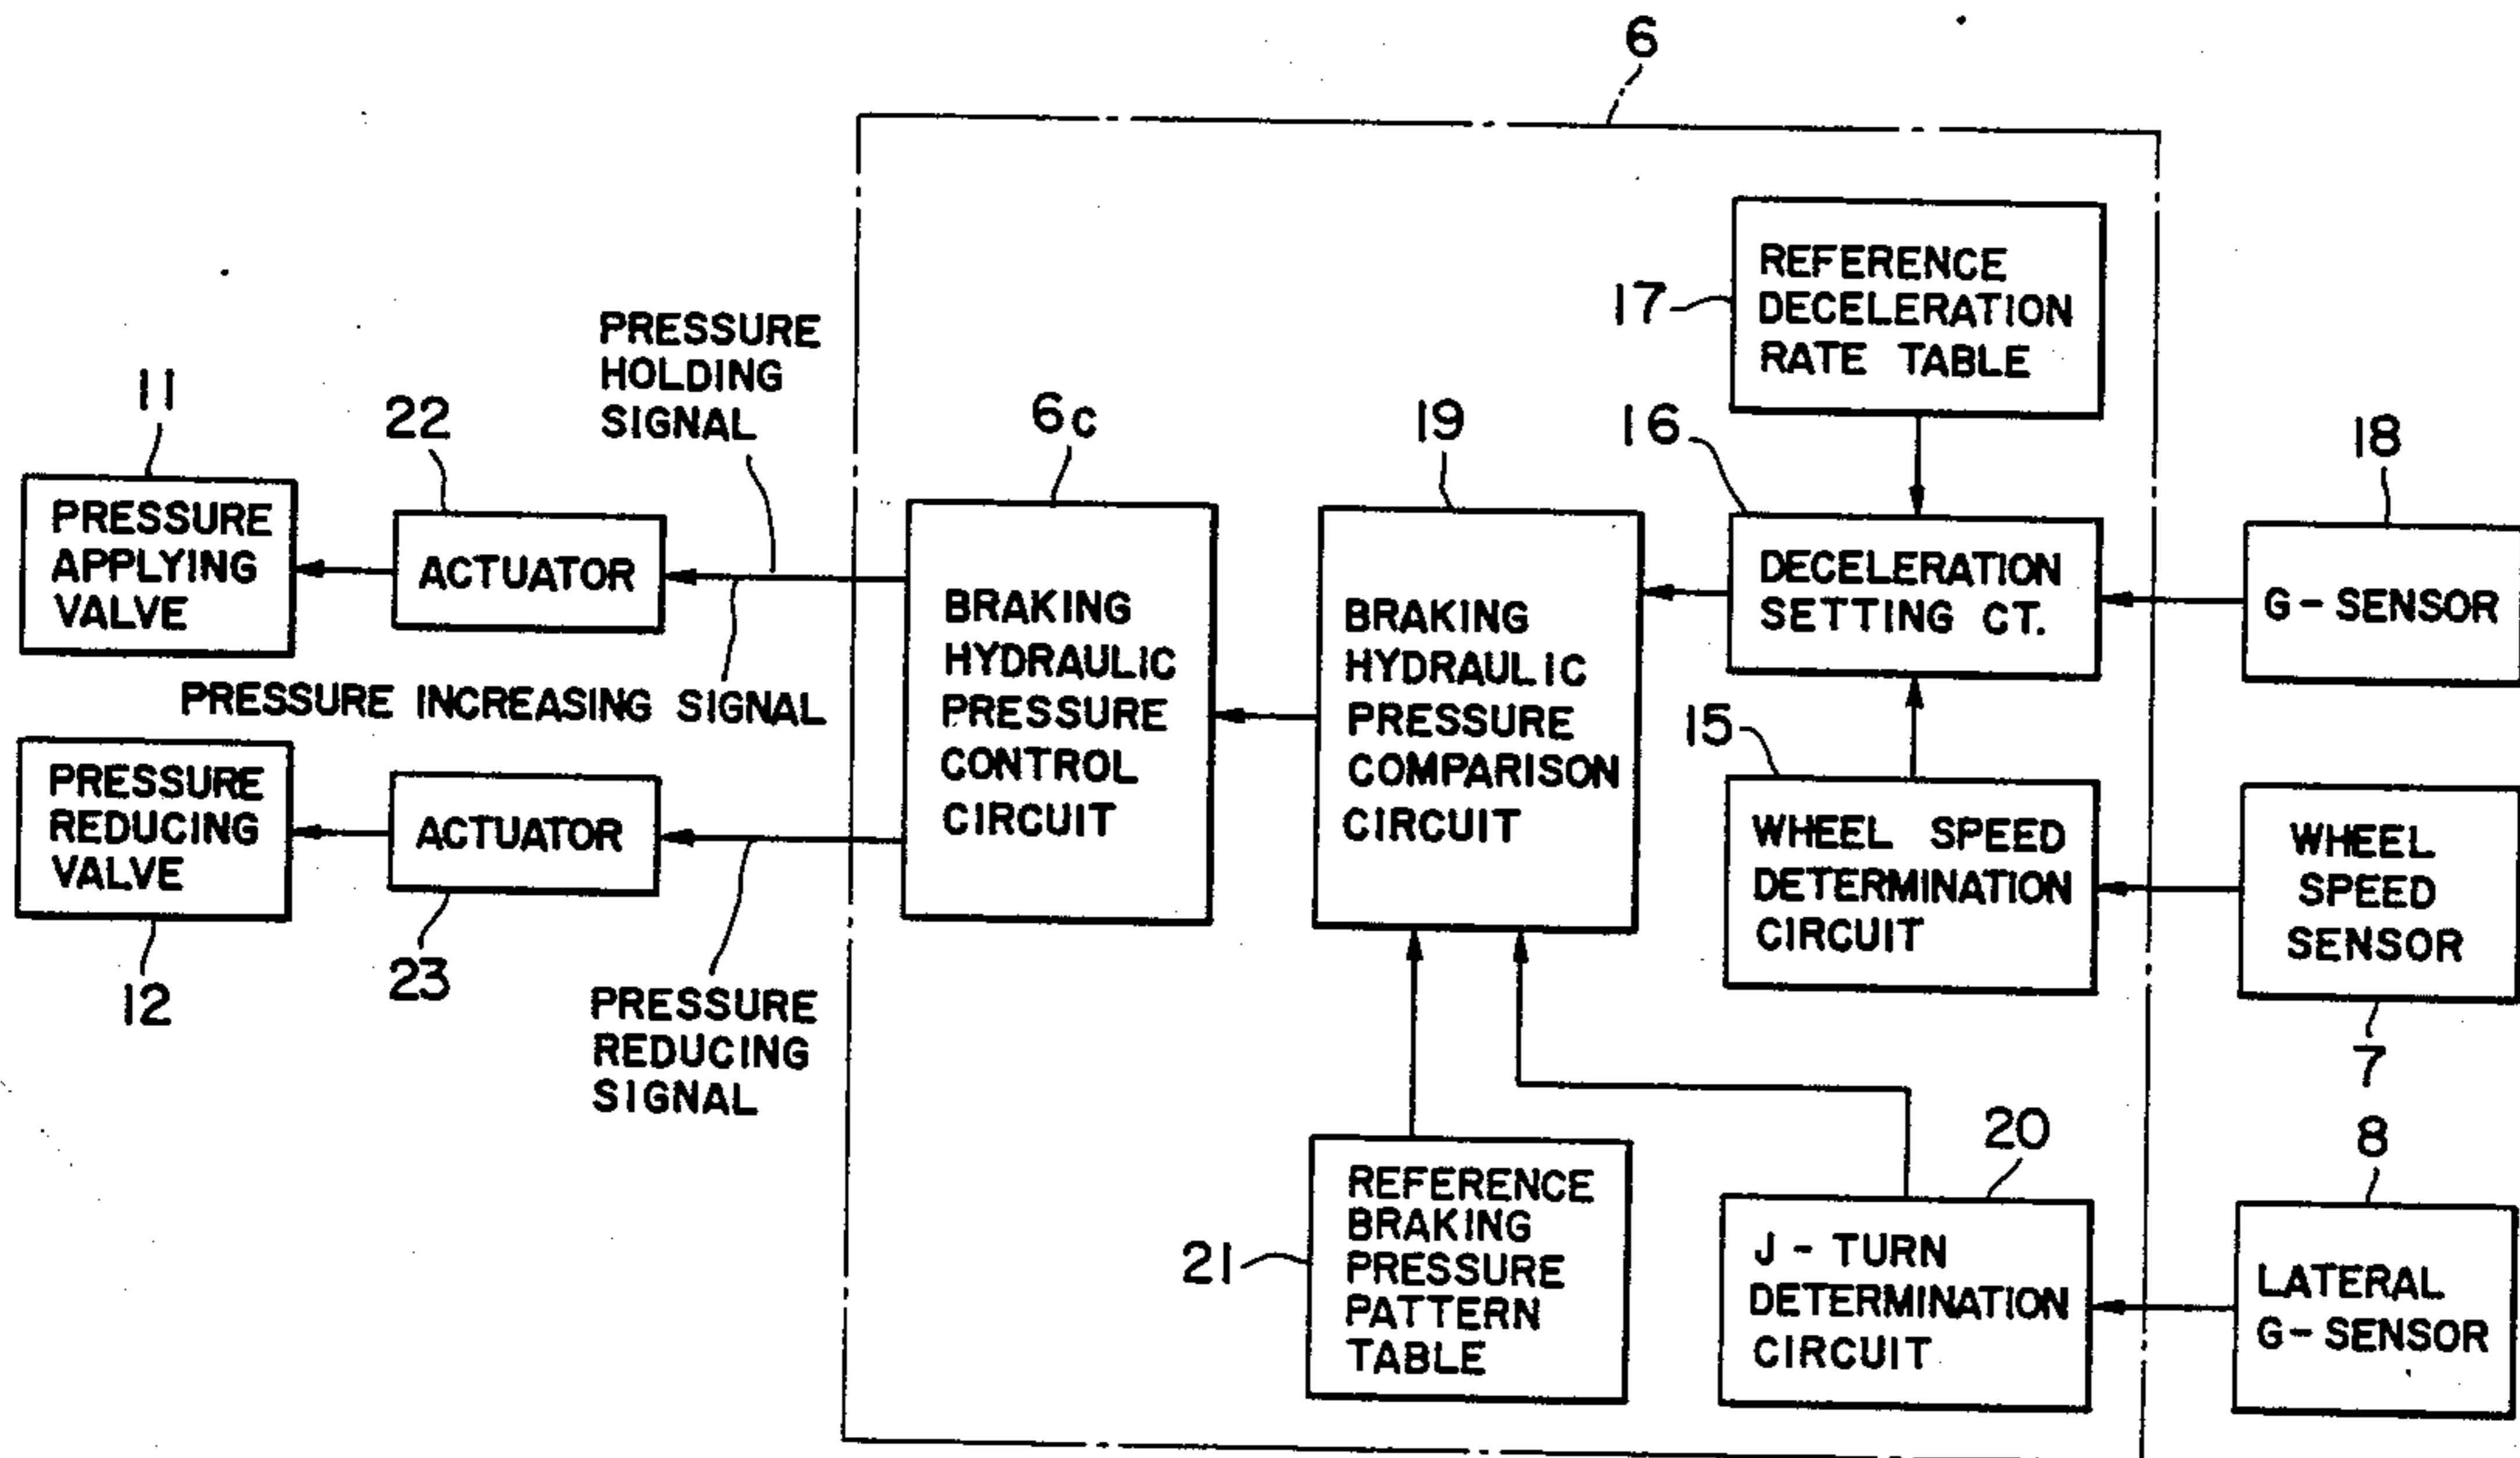 6
REFERENCE
DECELERATION
RATE TABLE
17
PRESSURE
HOLDING
SIGNAL
11
22
6c
19
16
18
PRESSURE
APPLYING
VALVE
ACTUATOR
BRAKING
HYDRAULIC
PRESSURE
CONTROL
CIRCUIT
BRAKING
HYDRAULIC
PRESSURE
COMPARISON
CIRCUIT
DECELERATION
SETTING CT.
G-SENSOR
PRESSURE INCREASING SIGNAL
15
PRESSURE
REDUCING
VALVE
ACTUATOR
WHEEL SPEED
DETERMINATION
CIRCUIT
WHEEL
SPEED
SENSOR
12
23
7
PRESSURE
REDUCING
SIGNAL
20
8
21
REFERENCE
BRAKING
PRESSURE
PATTERN
TABLE
J-TURN
DETERMINATION
CIRCUIT
LATERAL
G-SENSOR